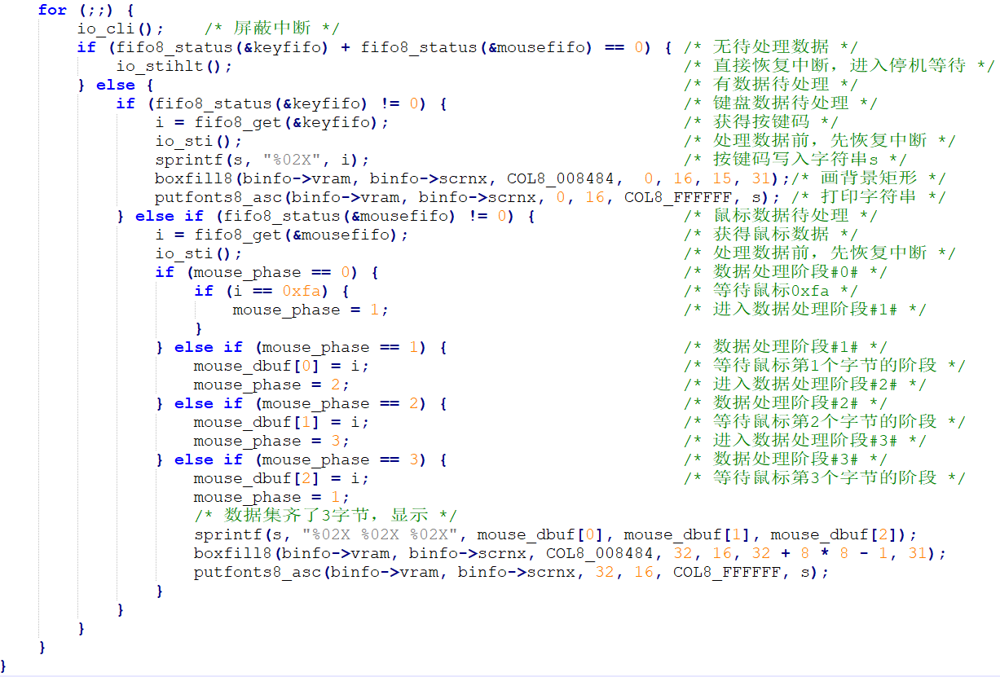 for (;;) {
    io_cli();    /* 屏蔽中断 */
    if (fifo8_status(&keyfifo) + fifo8_status(&mousefifo) == 0) { /* 无待处理数据 */
        io_stihlt();                                              /* 直接恢复中断，进入停机等待 */
    } else {                                                      /* 有数据待处理 */
        if (fifo8_status(&keyfifo) != 0) {                        /* 键盘数据待处理 */
            i = fifo8_get(&keyfifo);                              /* 获得按键码 */
            io_sti();                                             /* 处理数据前，先恢复中断 */
            sprintf(s, "%02X", i);                                /* 按键码写入字符串s */
            boxfill8(binfo->vram, binfo->scrnx, COL8_008484,  0, 16, 15, 31);/* 画背景矩形 */
            putfonts8_asc(binfo->vram, binfo->scrnx, 0, 16, COL8_FFFFFF, s); /* 打印字符串 */
        } else if (fifo8_status(&mousefifo) != 0) {               /* 鼠标数据待处理 */
            i = fifo8_get(&mousefifo);                            /* 获得鼠标数据 */
            io_sti();                                             /* 处理数据前，先恢复中断 */
            if (mouse_phase == 0) {                               /* 数据处理阶段#0# */
                if (i == 0xfa) {                                  /* 等待鼠标0xfa */
                    mouse_phase = 1;                              /* 进入数据处理阶段#1# */
                }
            } else if (mouse_phase == 1) {                        /* 数据处理阶段#1# */
                mouse_dbuf[0] = i;                                /* 等待鼠标第1个字节的阶段 */
                mouse_phase = 2;                                  /* 进入数据处理阶段#2# */
            } else if (mouse_phase == 2) {                        /* 数据处理阶段#2# */
                mouse_dbuf[1] = i;                                /* 等待鼠标第2个字节的阶段 */
                mouse_phase = 3;                                  /* 进入数据处理阶段#3# */
            } else if (mouse_phase == 3) {                        /* 数据处理阶段#3# */
                mouse_dbuf[2] = i;                                /* 等待鼠标第3个字节的阶段 */
                mouse_phase = 1;
                /* 数据集齐了3字节，显示 */
                sprintf(s, "%02X %02X %02X", mouse_dbuf[0], mouse_dbuf[1], mouse_dbuf[2]);
                boxfill8(binfo->vram, binfo->scrnx, COL8_008484, 32, 16, 32 + 8 * 8 - 1, 31);
                putfonts8_asc(binfo->vram, binfo->scrnx, 32, 16, COL8_FFFFFF, s);
            }
        }
    }
}
}